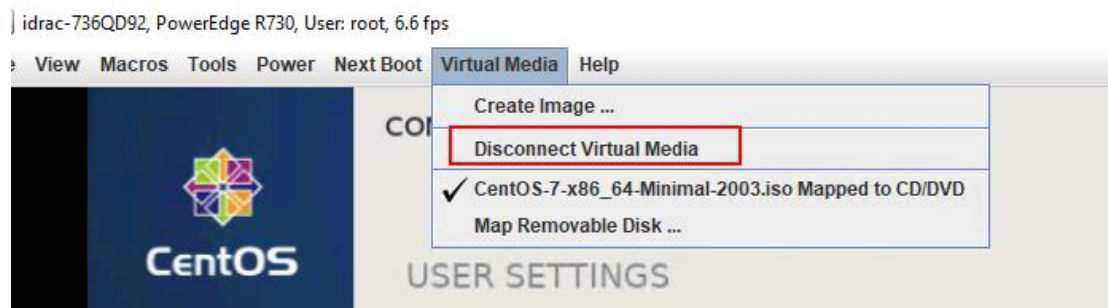 idrac-736QD92, PowerEdge R730, User: root, 6.6 fps
View Macros Tools Power Next Boot Virtual Media Help
Create Image ...
Disconnect Virtual Media
CentOS-7-x86_64-Minimal-2003.iso Mapped to CD/DVD
Map Removable Disk ...
CentOS
USER SETTINGS